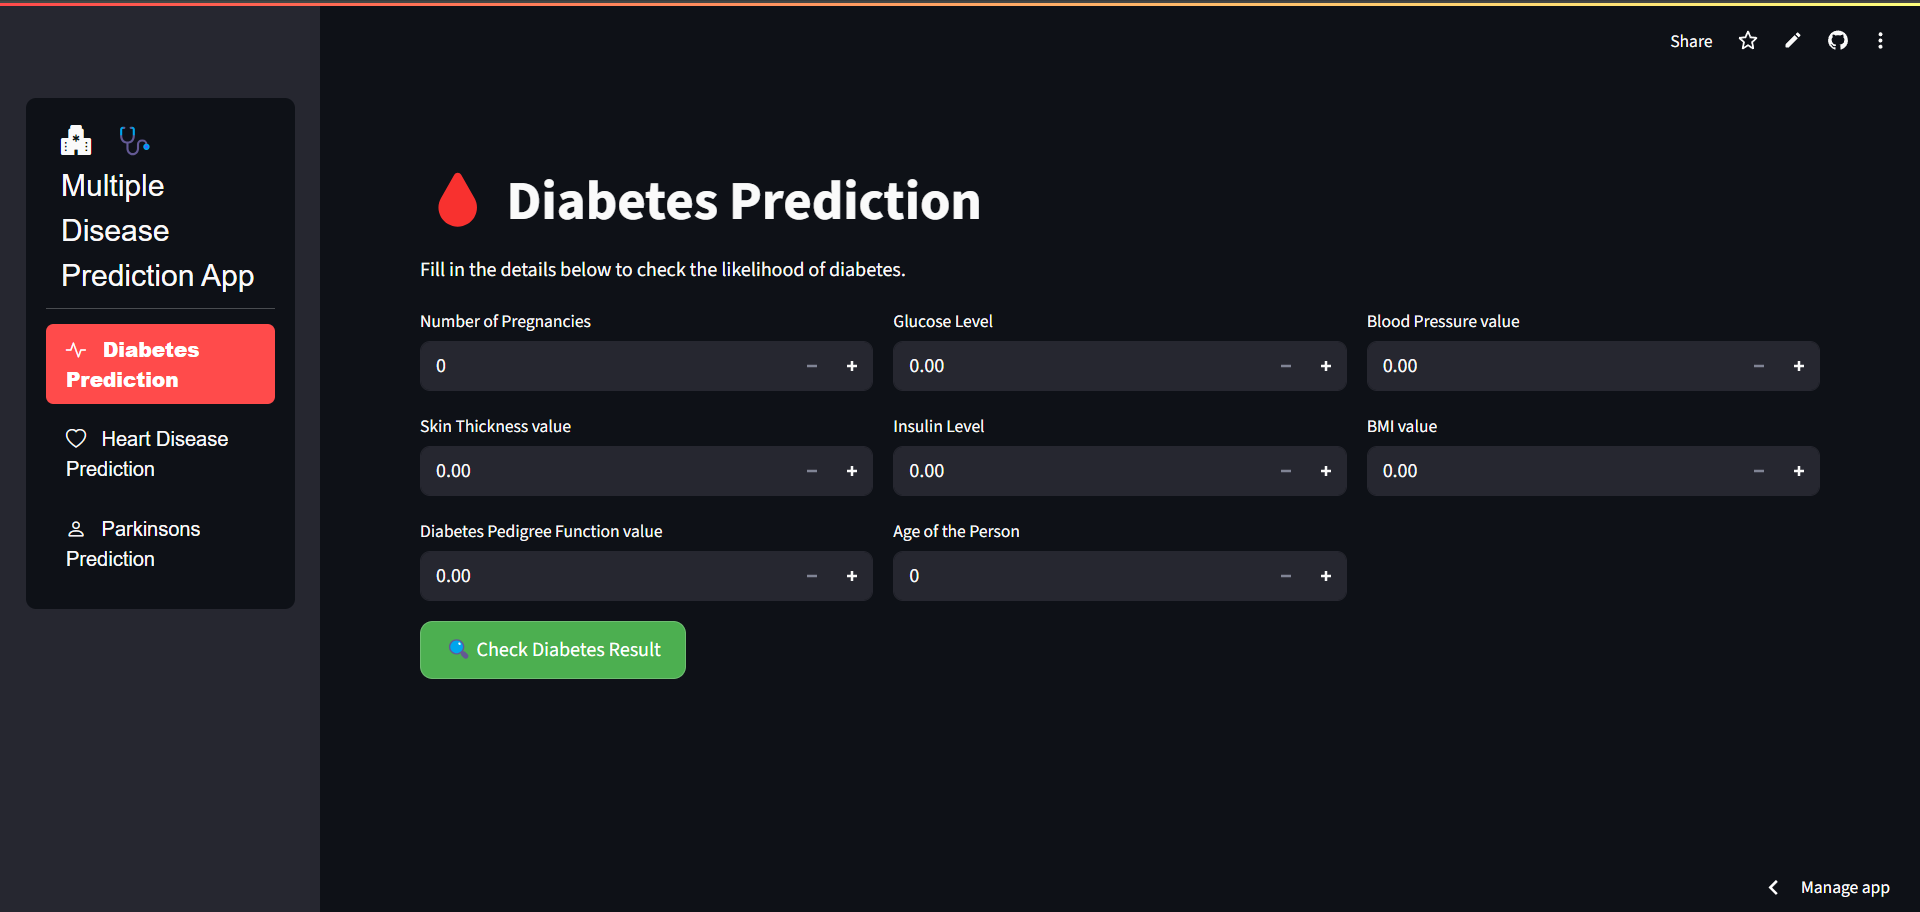 Share
Multiple
Disease
Prediction App
Diabetes
Prediction
Heart Disease
Prediction
Parkinsons
Prediction
Diabetes Prediction
Fill in the details below to check the likelihood of diabetes.
Number of Pregnancies
0
Glucose Level
0.00
Blood Pressure value
0.00
Skin Thickness value
0.00
Insulin Level
0.00
BMI value
0.00
Diabetes Pedigree Function value
0.00
Age of the Person
0
Check Diabetes Result
Manage app